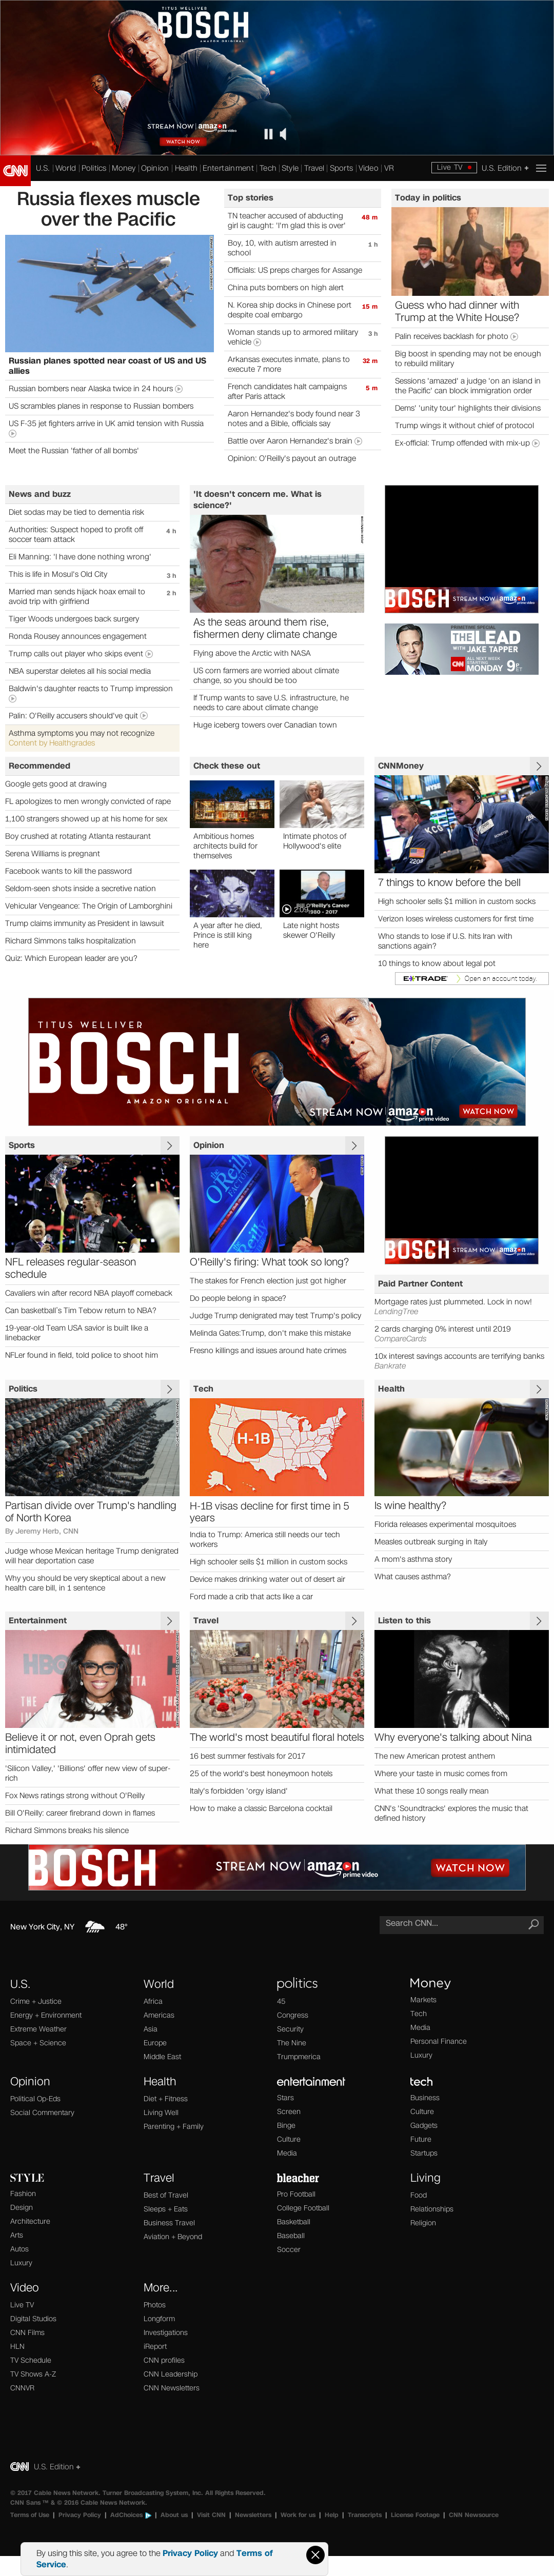 TITUS WELLIVER
BOSCH
AMAZON ORIGINAL
STREAM NOW amazon prime video
WATCH NOW
CNN
U.S. World Politics Money Opinion Health Entertainment Tech Style Travel Sports Video VR
Live TV
U.S. Edition
Russia flexes muscle
over the Pacific
Russian planes spotted near coast of US and US
allies
Russian bombers near Alaska twice in 24 hours
US scrambles planes in response to Russian bombers
US F-35 jet fighters arrive in UK amid tension with Russia
Meet the Russian 'father of all bombs'
Top stories
TN teacher accused of abducting 48 m
girl is caught: 'I'm glad this is over'
Boy, 10, with autism arrested in 1 h
school
Officials: US preps charges for Assange
China puts bombers on high alert
N. Korea ship docks in Chinese port 15 m
despite coal embargo
Woman stands up to armored military 3 h
vehicle
Arkansas executes inmate, plans to 32 m
execute 7 more
French candidates halt campaigns 5 m
after Paris attack
Aaron Hernandez's body found near 3
notes and a Bible, officials say
Battle over Aaron Hernandez's brain
Opinion: O'Reilly's payout an outrage
Today in politics
Guess who had dinner with
Trump at the White House?
Palin receives backlash for photo
Big boost in spending may not be enough
to rebuild military
Sessions 'amazed' a judge 'on an island in
the Pacific' can block immigration order
Dems' 'unity tour' highlights their divisions
Trump wings it without chief of protocol
Ex-official: Trump offended with mix-up
News and buzz
Diet sodas may be tied to dementia risk
Authorities: Suspect hoped to profit off 4 h
soccer team attack
Eli Manning: 'I have done nothing wrong'
This is life in Mosul's Old City 3 h
Married man sends hijack hoax email to 2 h
avoid trip with girlfriend
Tiger Woods undergoes back surgery
Ronda Rousey announces engagement
Trump calls out player who skips event
NBA superstar deletes all his social media
Baldwin's daughter reacts to Trump impression
Palin: O'Reilly accusers should've quit
Asthma symptoms you may not recognize
Content by Healthgrades
'It doesn't concern me. What is
science?'
As the seas around them rise,
fishermen deny climate change
Flying above the Arctic with NASA
US corn farmers are worried about climate
change, so you should be too
If Trump wants to save U.S. infrastructure, he
needs to care about climate change
Huge iceberg towers over Canadian town
BOSCH STREAM NOW amazon prime video
PRIMETIME SPECIAL
THE LEAD
WITH JAKE TAPPER
CNN ALL NEXT WEEK
STARTING
MONDAY 9 ET
Recommended
Google gets good at drawing
FL apologizes to men wrongly convicted of rape
1,100 strangers showed up at his home for sex
Boy crushed at rotating Atlanta restaurant
Serena Williams is pregnant
Facebook wants to kill the password
Seldom-seen shots inside a secretive nation
Vehicular Vengeance: The Origin of Lamborghini
Trump claims immunity as President in lawsuit
Richard Simmons talks hospitalization
Quiz: Which European leader are you?
Check these out
Ambitious homes
architects build for
themselves
Intimate photos of
Hollywood's elite
A year after he died,
Prince is still king
here
Bill O'Reilly's Career
1980 - 2017
2:09
Late night hosts
skewer O'Reilly
CNNMoney
KCG
2204
7 things to know before the bell
High schooler sells $1 million in custom socks
Verizon loses wireless customers for first time
Who stands to lose if U.S. hits Iran with
sanctions again?
10 things to know about legal pot
E*TRADE Open an account today.
TITUS WELLIVER
BOSCH
AMAZON ORIGINAL
STREAM NOW amazon prime video WATCH NOW
Sports
NFL releases regular-season
schedule
Cavaliers win after record NBA playoff comeback
Can basketball's Tim Tebow return to NBA?
19-year-old Team USA savior is built like a
linebacker
NFLer found in field, told police to shoot him
Opinion
O'Reilly's firing: What took so long?
The stakes for French election just got higher
Do people belong in space?
Judge Trump denigrated may test Trump's policy
Melinda Gates:Trump, don't make this mistake
Fresno killings and issues around hate crimes
BOSCH STREAM NOW amazon prime video
Paid Partner Content
Mortgage rates just plummeted. Lock in now!
LendingTree
2 cards charging 0% interest until 2019
CompareCards
10x interest savings accounts are terrifying banks
Bankrate
Politics
Partisan divide over Trump's handling
of North Korea
By Jeremy Herb, CNN
Judge whose Mexican heritage Trump denigrated
will hear deportation case
Why you should be very skeptical about a new
health care bill, in 1 sentence
Tech
H-1B
H-1B visas decline for first time in 5
years
India to Trump: America still needs our tech
workers
High schooler sells $1 million in custom socks
Device makes drinking water out of desert air
Ford made a crib that acts like a car
Health
Is wine healthy?
Florida releases experimental mosquitoes
Measles outbreak surging in Italy
A mom's asthma story
What causes asthma?
Entertainment
HBO
Believe it or not, even Oprah gets
intimidated
'Silicon Valley,' 'Billions' offer new view of super-
rich
Fox News ratings strong without O'Reilly
Bill O'Reilly: career firebrand down in flames
Richard Simmons breaks his silence
Travel
The world's most beautiful floral hotels
16 best summer festivals for 2017
25 of the world's best honeymoon hotels
Italy's forbidden 'orgy island'
How to make a classic Barcelona cocktail
Listen to this
Why everyone's talking about Nina
The new American protest anthem
Where your taste in music comes from
What these 10 songs really mean
CNN's 'Soundtracks' explores the music that
defined history
BOSCH STREAM NOW amazon prime video WATCH NOW
New York City, NY 48°
Search CNN...
U.S.
Crime + Justice
Energy + Environment
Extreme Weather
Space + Science
World
Africa
Americas
Asia
Europe
Middle East
politics
45
Congress
Security
The Nine
Trumpmerica
Money
Markets
Tech
Media
Personal Finance
Luxury
Opinion
Political Op-Eds
Social Commentary
Health
Diet + Fitness
Living Well
Parenting + Family
entertainment
Stars
Screen
Binge
Culture
Media
tech
Business
Culture
Gadgets
Future
Startups
STYLE
Fashion
Design
Architecture
Arts
Autos
Luxury
Travel
Best of Travel
Sleeps + Eats
Business Travel
Aviation + Beyond
bleacher
Pro Football
College Football
Basketball
Baseball
Soccer
Living
Food
Relationships
Religion
Video
Live TV
Digital Studios
CNN Films
HLN
TV Schedule
TV Shows A-Z
CNNVR
More...
Photos
Longform
Investigations
iReport
CNN profiles
CNN Leadership
CNN Newsletters
CNN U.S. Edition
© 2017 Cable News Network. Turner Broadcasting System, Inc. All Rights Reserved.
CNN Sans ™ & © 2016 Cable News Network.
Terms of Use | Privacy Policy | AdChoices | About us | Visit CNN | Newsletters | Work for us | Help | Transcripts | License Footage | CNN Newsource
By using this site, you agree to the Privacy Policy and Terms of
Service.